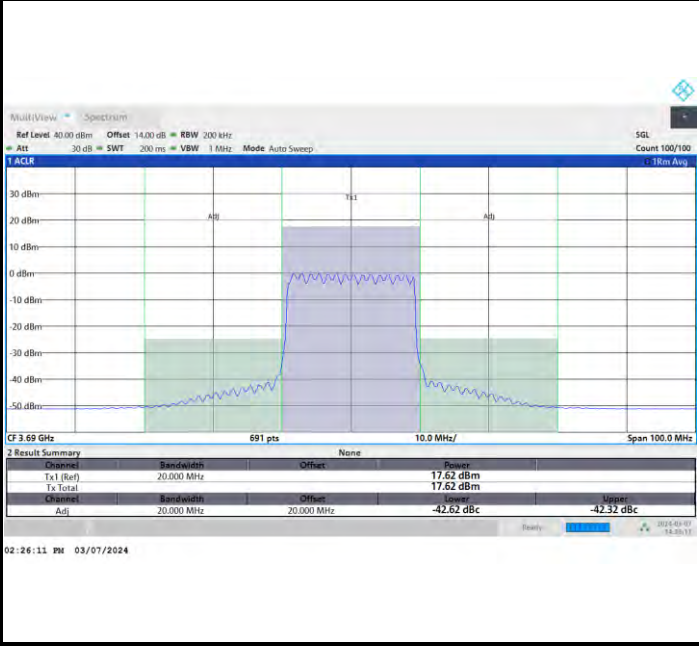 MultiView Spectrum
Ref Level 40.00 dBm Offset 14.00 dB RBW 200 kHz SGL
Att 30 dB SWT 200 ms VBW 1 MHz Mode Auto Sweep Count 100/100
1 ACLR 1Rm Avg
Tx1
Adj Adj
30 dBm
20 dBm
10 dBm
0 dBm
-10 dBm
-20 dBm
-30 dBm
-40 dBm
-50 dBm
CF 3.69 GHz 691 pts 10.0 MHz/ Span 100.0 MHz
2 Result Summary None
Channel Bandwidth Offset Power
Tx1 (Ref) 20.000 MHz 17.62 dBm
Tx Total 17.62 dBm
Channel Bandwidth Offset Lower Upper
Adj 20.000 MHz 20.000 MHz -42.62 dBc -42.32 dBc
Ready
02:26:11 PM 03/07/2024